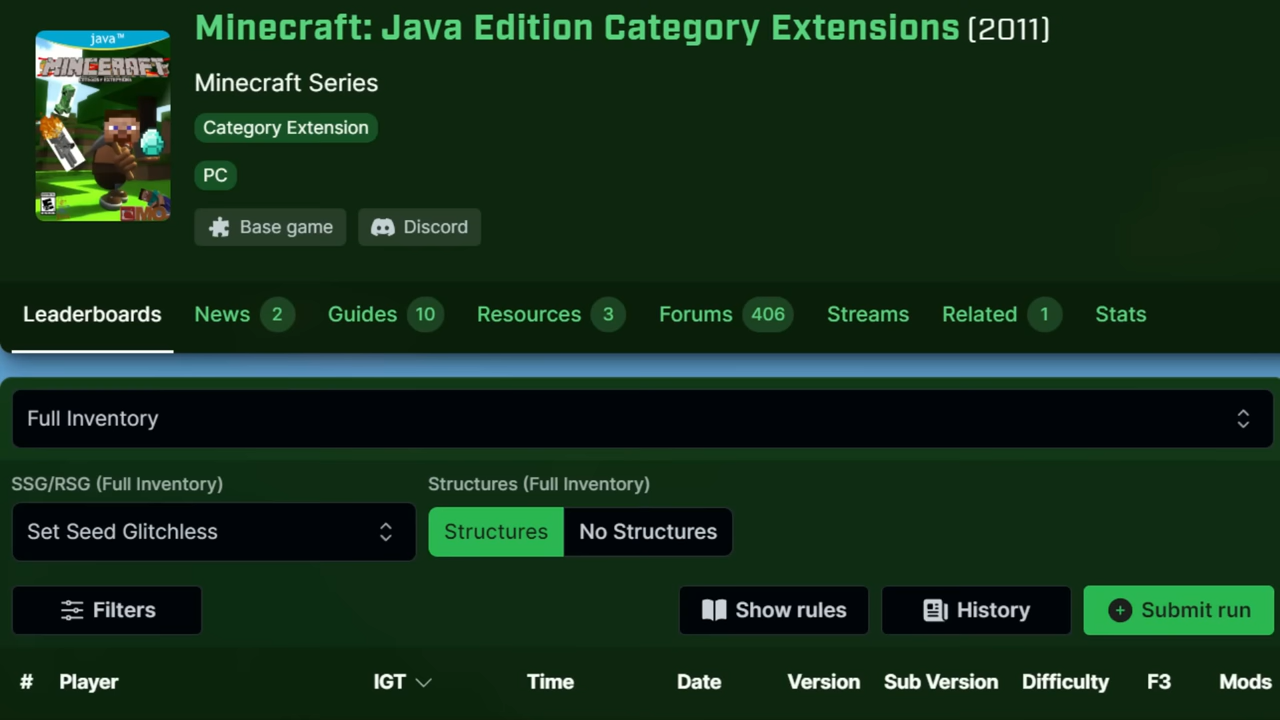 Minecraft: Java Edition Category Extensions (2011)
java™
MINCERAFT
Minecraft Series
Category Extension
PC
Base game Discord
Leaderboards News 2 Guides 10 Resources 3 Forums 406 Streams Related 1 Stats
Full Inventory
SSG/RSG (Full Inventory) Structures (Full Inventory)
Set Seed Glitchless Structures No Structures
Filters Show rules History Submit run
# Player IGT Time Date Version Sub Version Difficulty F3 Mods